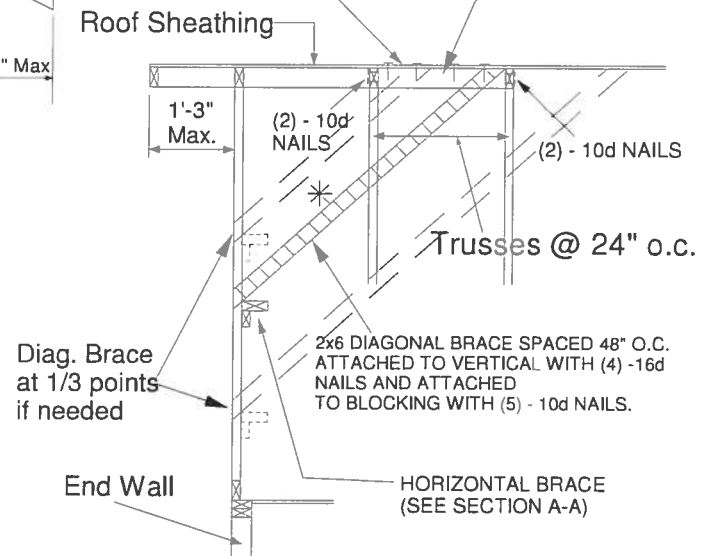 Roof Sheathing
" Max
1'-3"
Max.
(2) - 10d
NAILS
(2) - 10d NAILS
Trusses @ 24" o.c.
2x6 DIAGONAL BRACE SPACED 48" O.C.
ATTACHED TO VERTICAL WITH (4) -16d
NAILS AND ATTACHED
TO BLOCKING WITH (5) - 10d NAILS.
Diag. Brace
at 1/3 points
if needed
End Wall
HORIZONTAL BRACE
(SEE SECTION A-A)